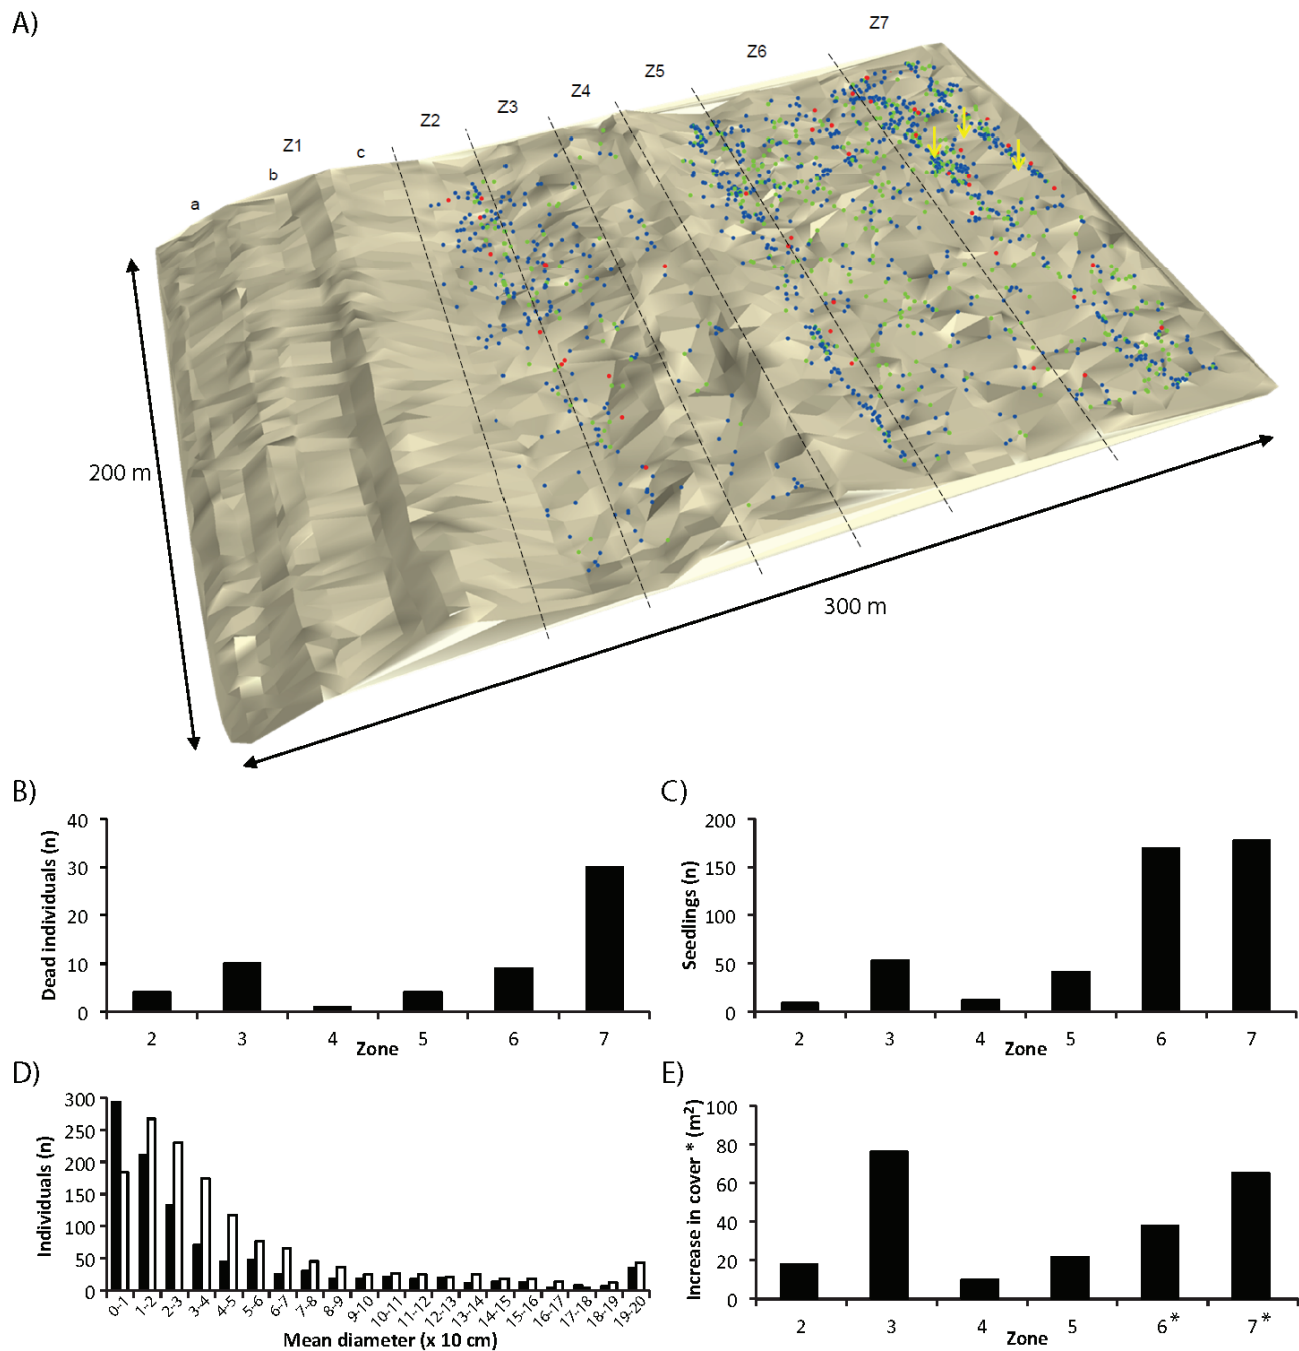 A)
Z7
Z6
Z5
Z4
Z3
Z2
Z1
c
b
a
200 m
300 m
B)
Dead individuals (n)
40
30
20
10
0
2 3 4 5 6 7
Zone
C)
Seedlings (n)
200
150
100
50
0
2 3 4 5 6 7
Zone
D)
Individuals (n)
300
250
200
150
100
50
0
0-1 1-2 2-3 3-4 4-5 5-6 6-7 7-8 8-9 9-10 10-11 11-12 12-13 13-14 14-15 15-16 16-17 17-18 18-19 19-20
Mean diameter (x 10 cm)
E)
Increase in cover * (m²)
100
80
60
40
20
0
2 3 4 5 6* 7*
Zone